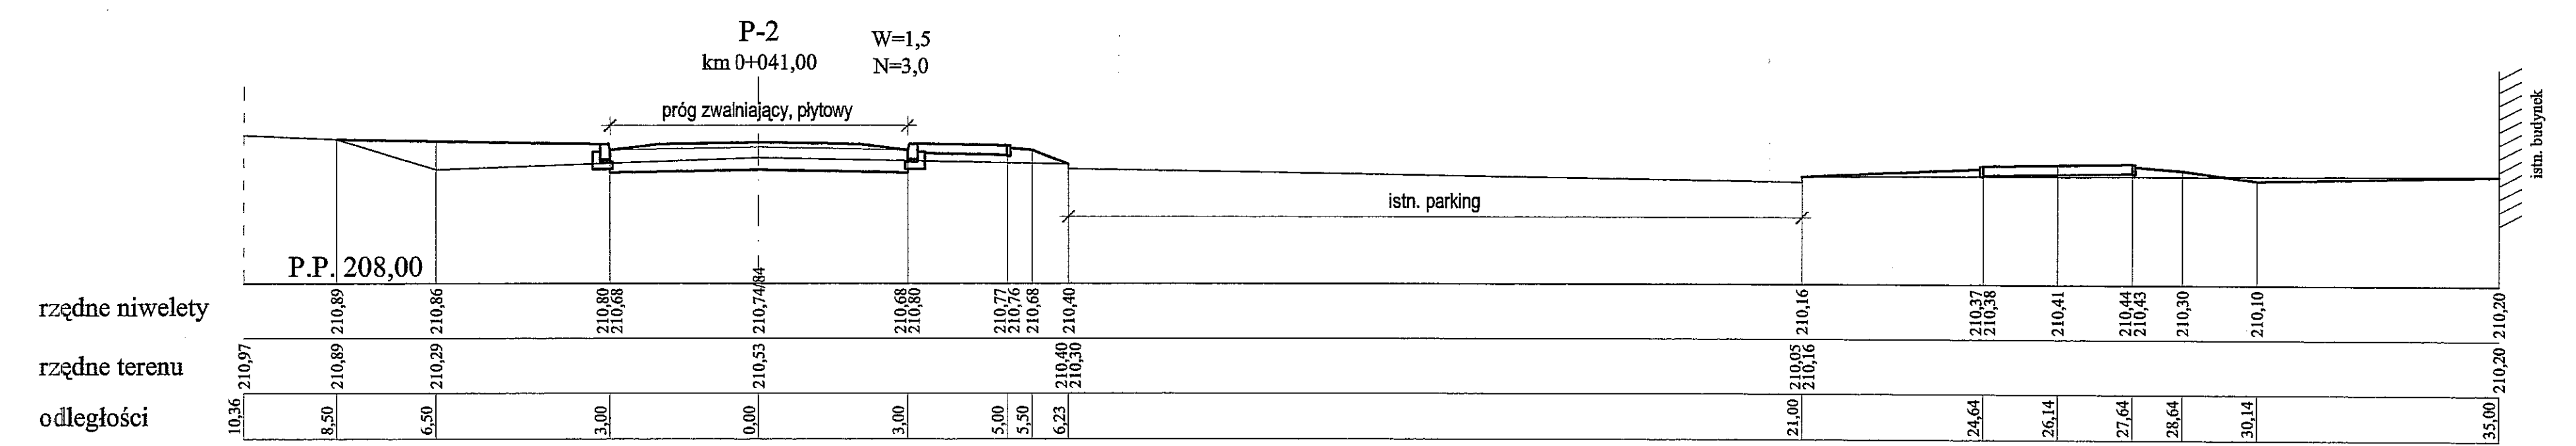 P-2
km 0+041,00
W=1,5
N=3,0
próg zwalniający, płytowy
istn. budynek
istn. parking
P.P. 208,00
rzędne niwelety
210,89 210,86 210,80 210,68 210,74/84 210,68 210,80 210,77 210,76 210,68 210,40 210,16 210,37 210,38 210,41 210,44 210,43 210,30 210,10 210,20
rzędne terenu
210,97 210,89 210,29 210,53 210,40 210,30 210,05 210,16 210,20
odległości
10,36 8,50 6,50 3,00 0,00 3,00 5,00 5,50 6,23 21,00 24,64 26,14 27,64 28,64 30,14 35,00